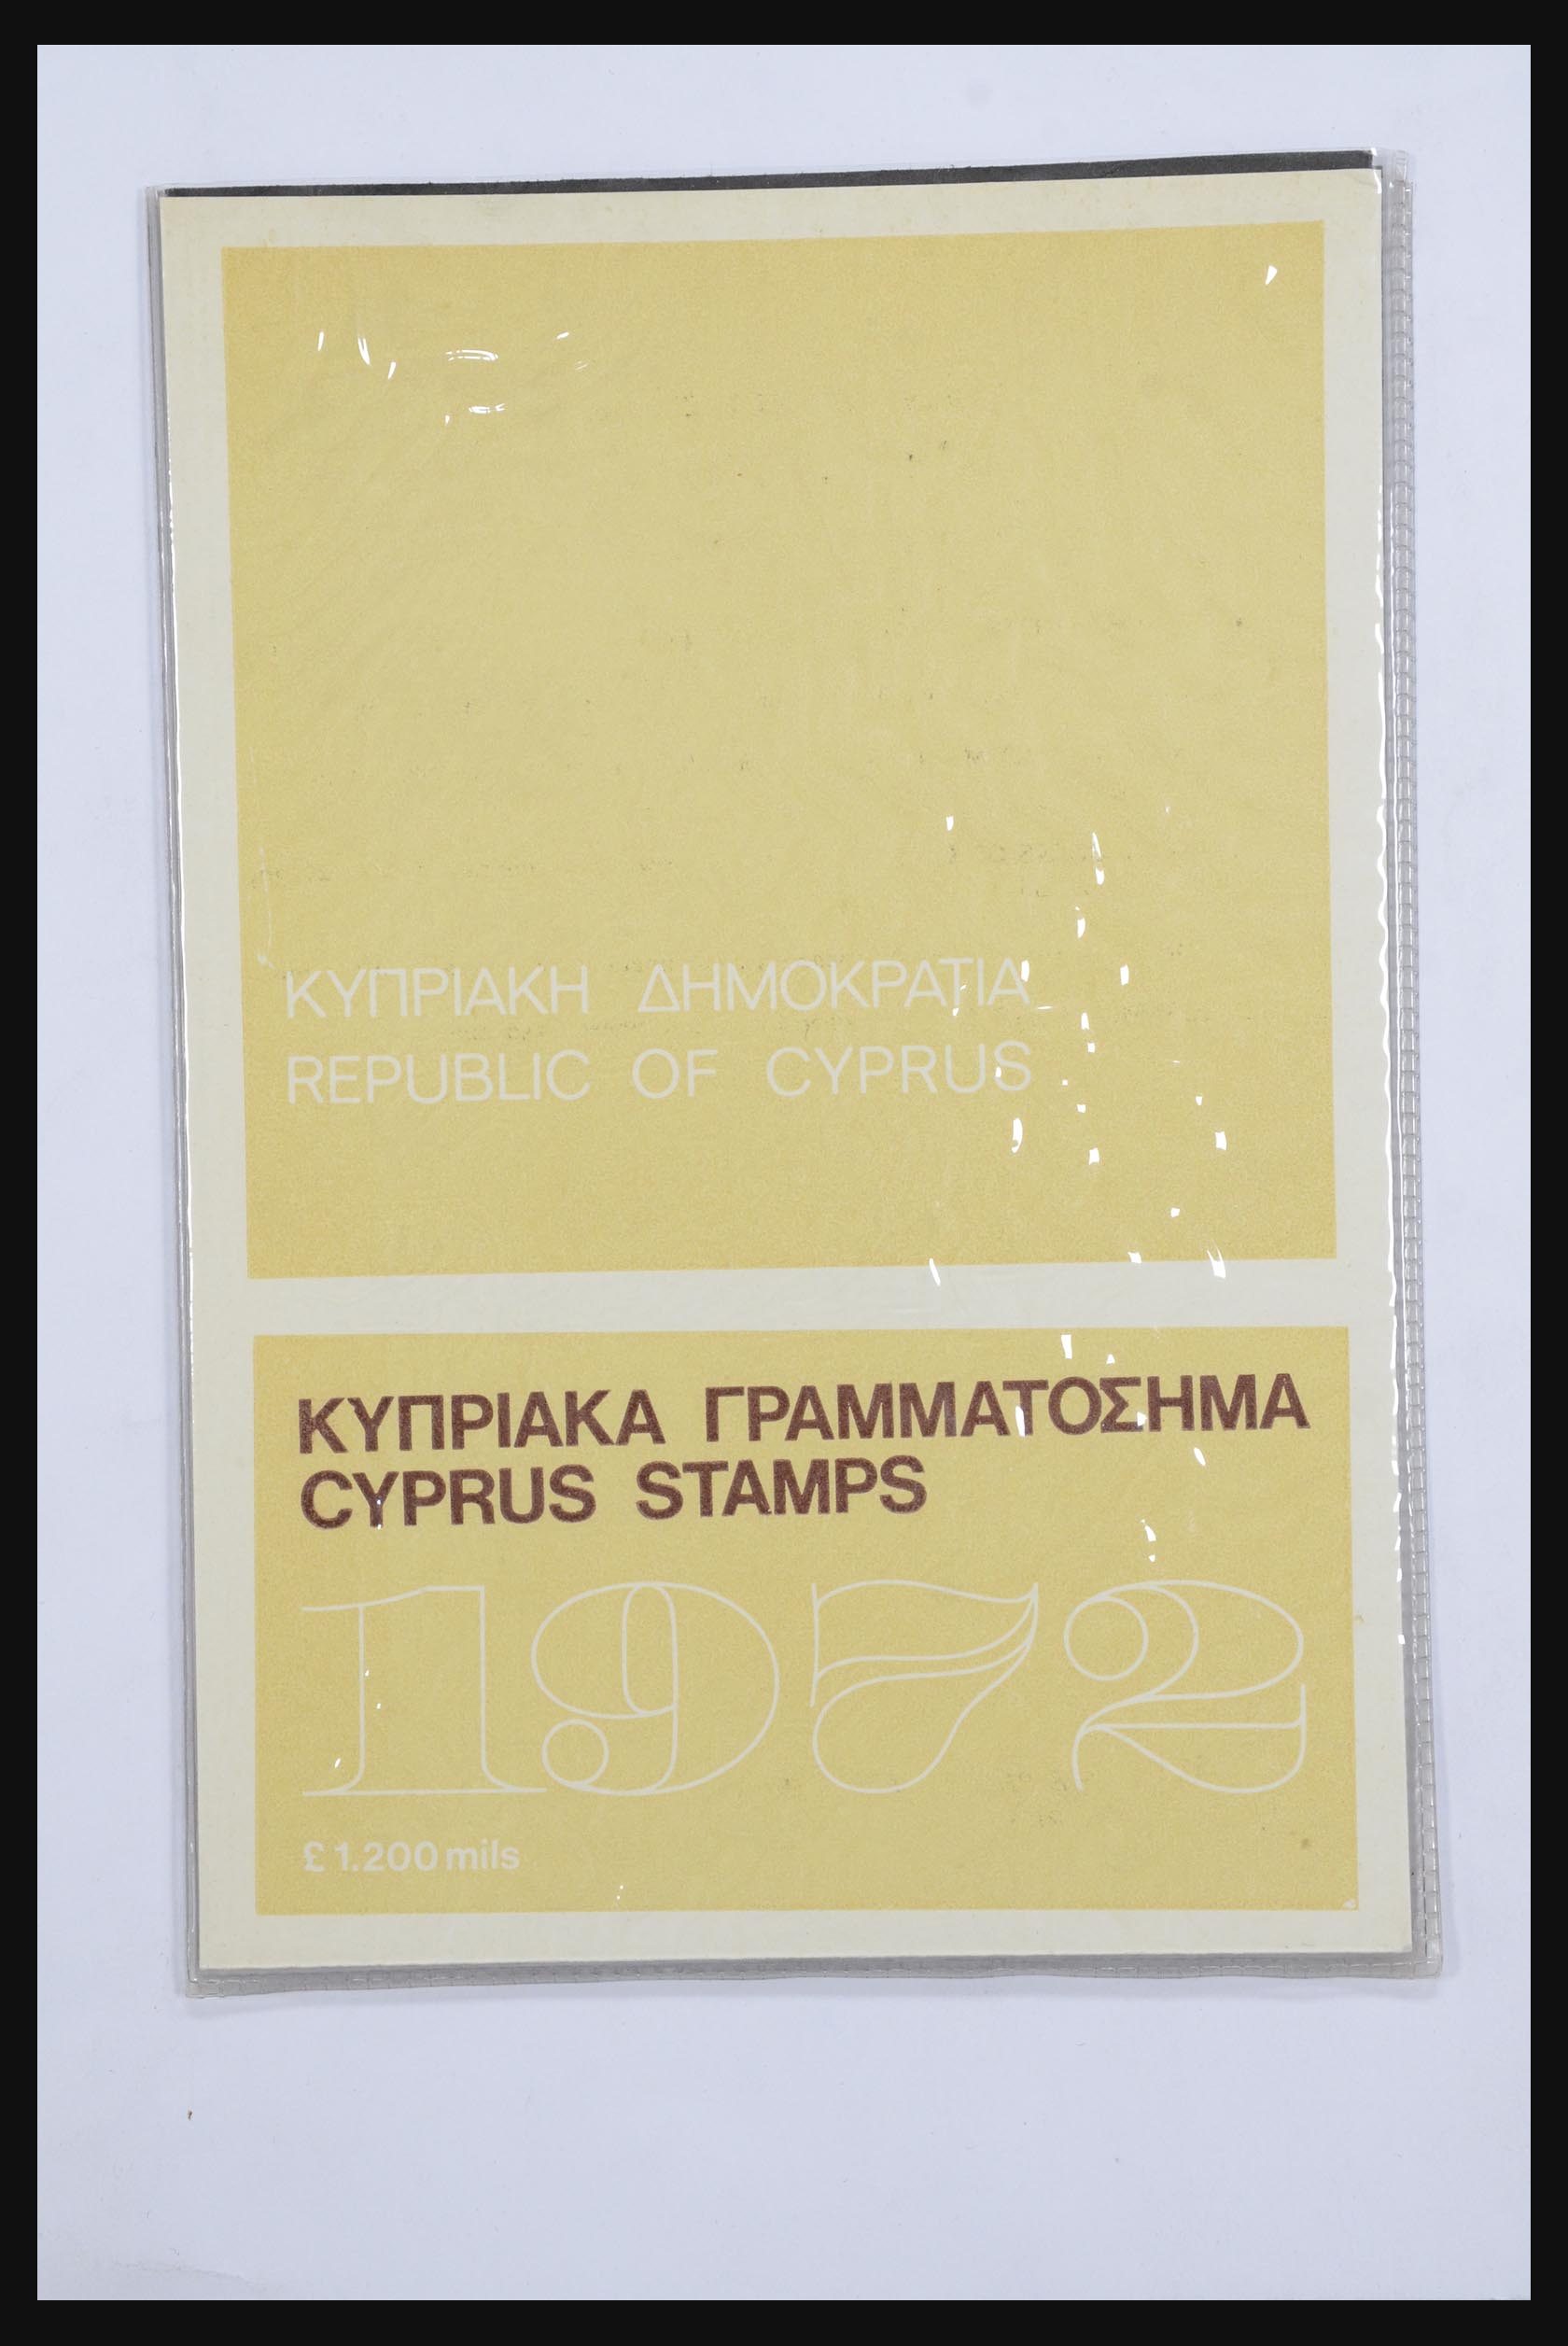 ΚΥΠΡΙΑΚΗ ΔΗΜΟΚΡΑΤΙΑ
REPUBLIC OF CYPRUS
ΚΥΠΡΙΑΚΑ ΓΡΑΜΜΑΤΟΣΗΜΑ
CYPRUS STAMPS
1972
£ 1.200 mils